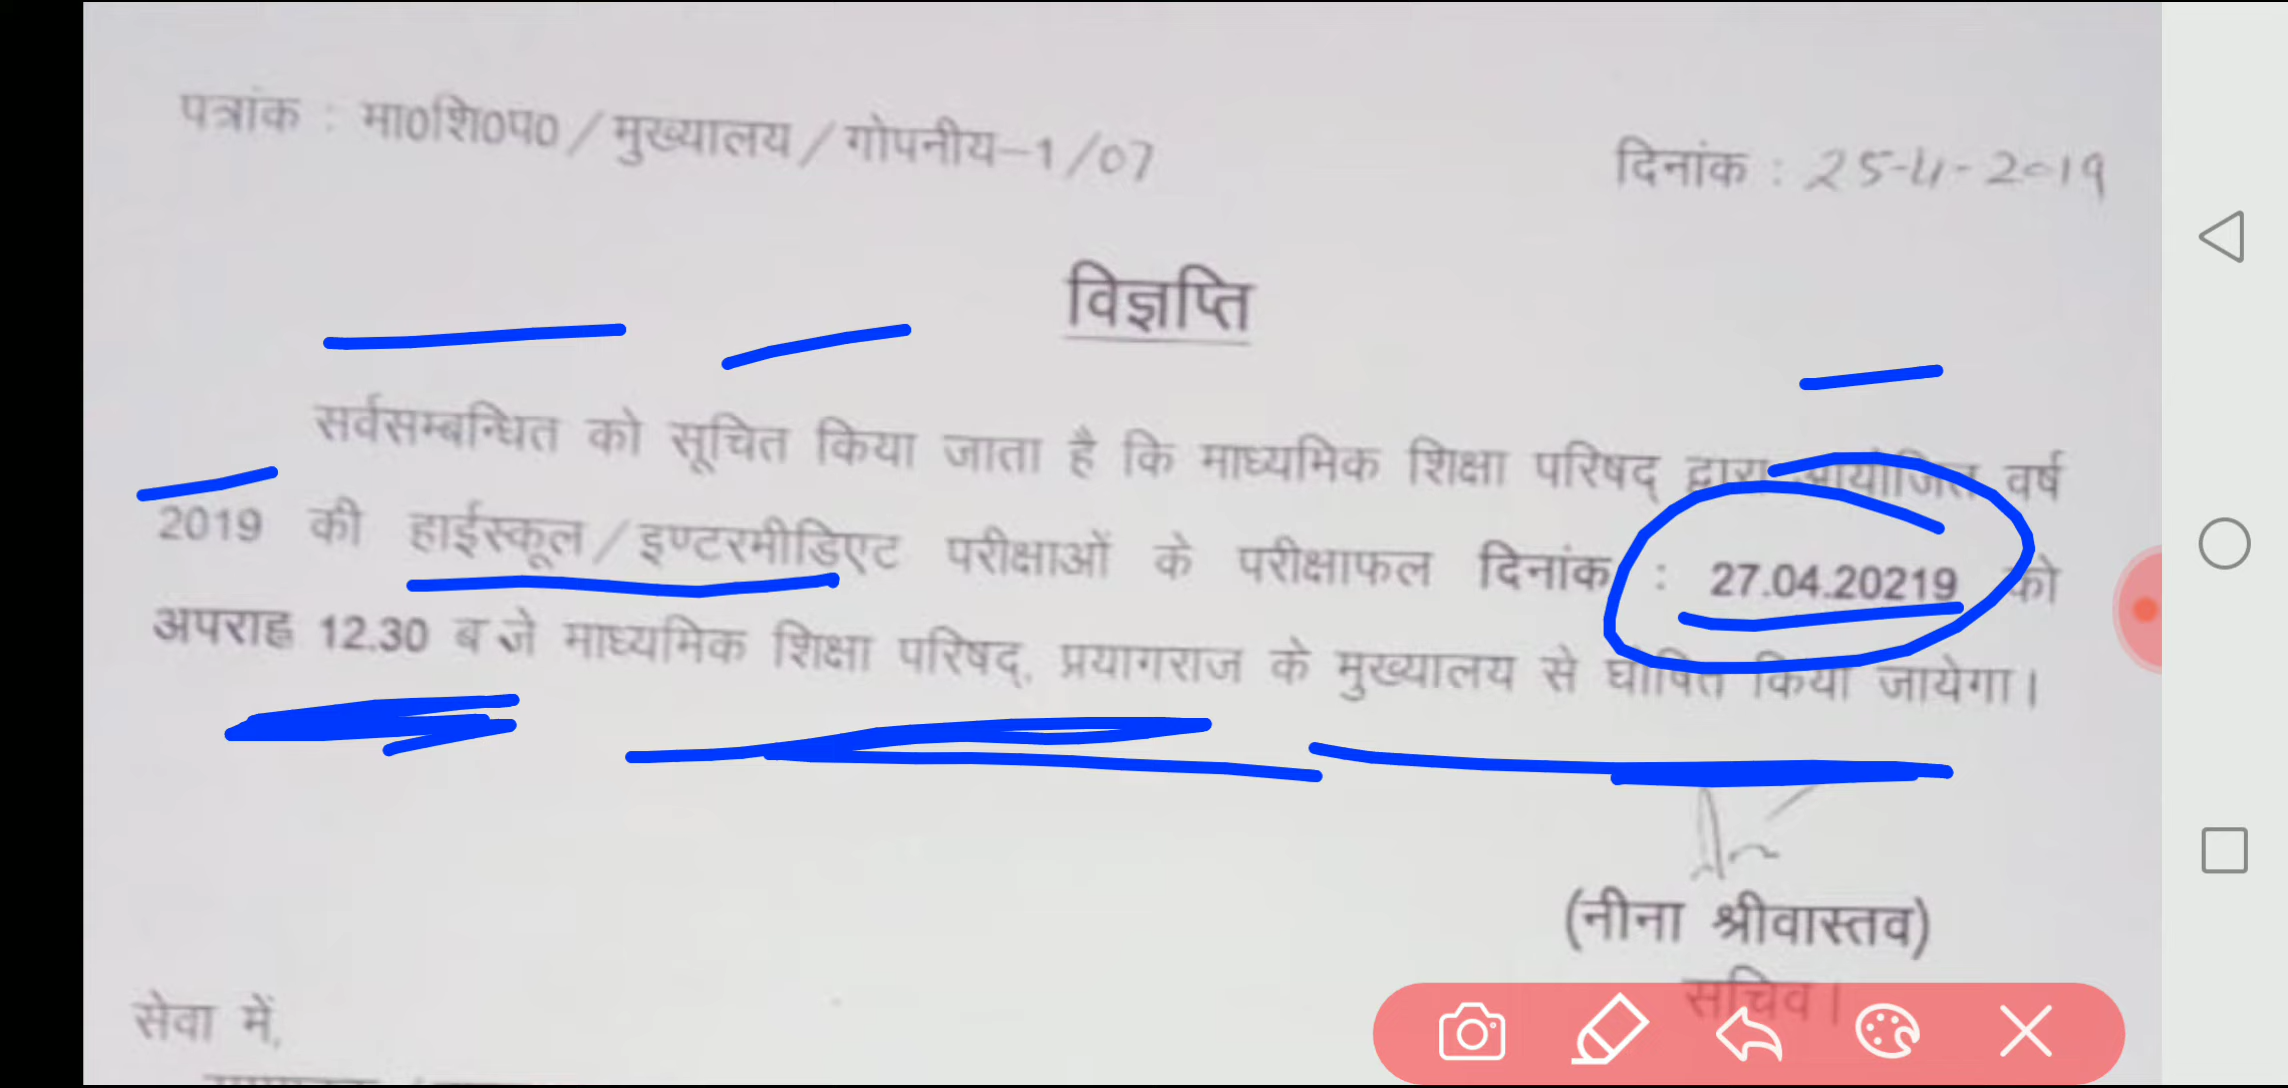 पत्रांक : मा0शि0प0/मुख्यालय/गोपनीय-1/07
दिनांक : 25-4-2019
विज्ञप्ति
सर्वसम्बन्धित को सूचित किया जाता है कि माध्यमिक शिक्षा परिषद् द्वारा आयोजित वर्ष
2019 की हाईस्कूल/इण्टरमीडिएट परीक्षाओं के परीक्षाफल दिनांक : 27.04.20219 को
अपराह्न 12.30 बजे माध्यमिक शिक्षा परिषद्, प्रयागराज के मुख्यालय से घोषित किया जायेगा।
(नीना श्रीवास्तव)
सचिव।
सेवा में,